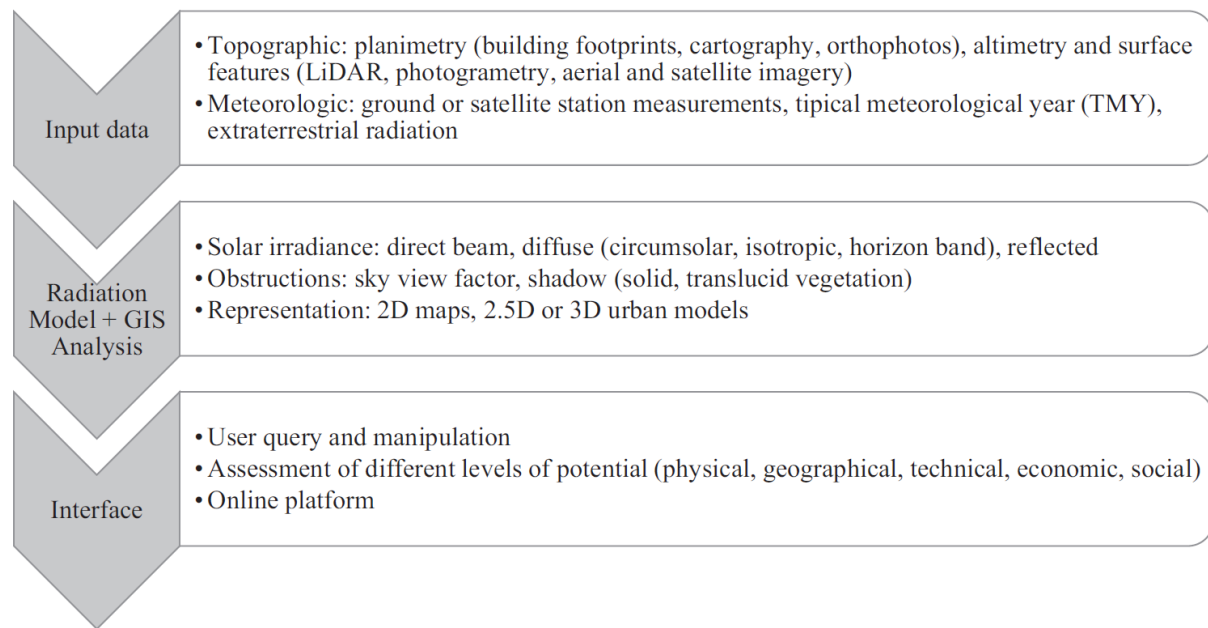 Input data
• Topographic: planimetry (building footprints, cartography, orthophotos), altimetry and surface
features (LiDAR, photogrametry, aerial and satellite imagery)
• Meteorologic: ground or satellite station measurements, tipical meteorological year (TMY),
extraterrestrial radiation
Radiation
Model + GIS
Analysis
• Solar irradiance: direct beam, diffuse (circumsolar, isotropic, horizon band), reflected
• Obstructions: sky view factor, shadow (solid, translucid vegetation)
• Representation: 2D maps, 2.5D or 3D urban models
Interface
• User query and manipulation
• Assessment of different levels of potential (physical, geographical, technical, economic, social)
• Online platform